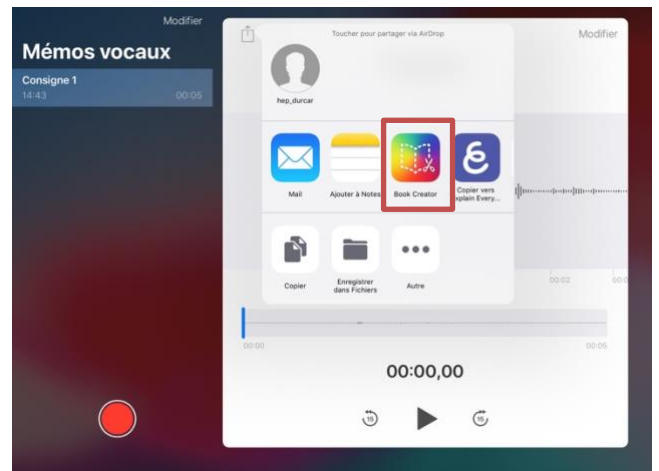 Modifier
Mémos vocaux
Consigne 1
14:43 00:05
Toucher pour partager via AirDrop
Modifier
hep_durcar
Mail
Ajouter à Notes
Book Creator
Copier vers
Explain Every...
Copier
Enregistrer
dans Fichiers
Autre
00:02
00:00
00:05
00:00,00
15
15